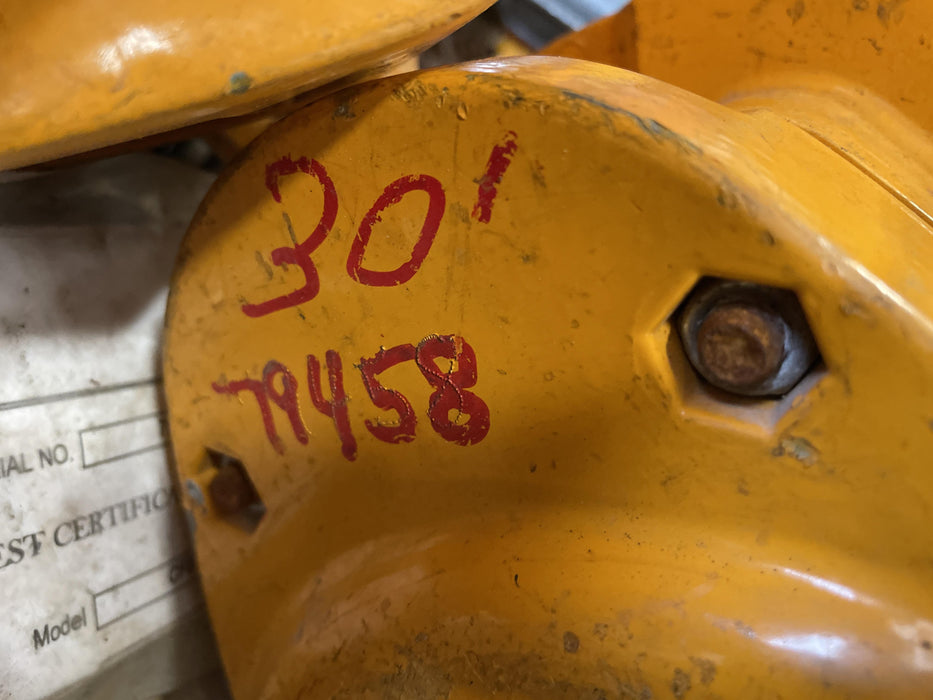 30'
79458
IAL NO.
EST CERTIFIC
Model